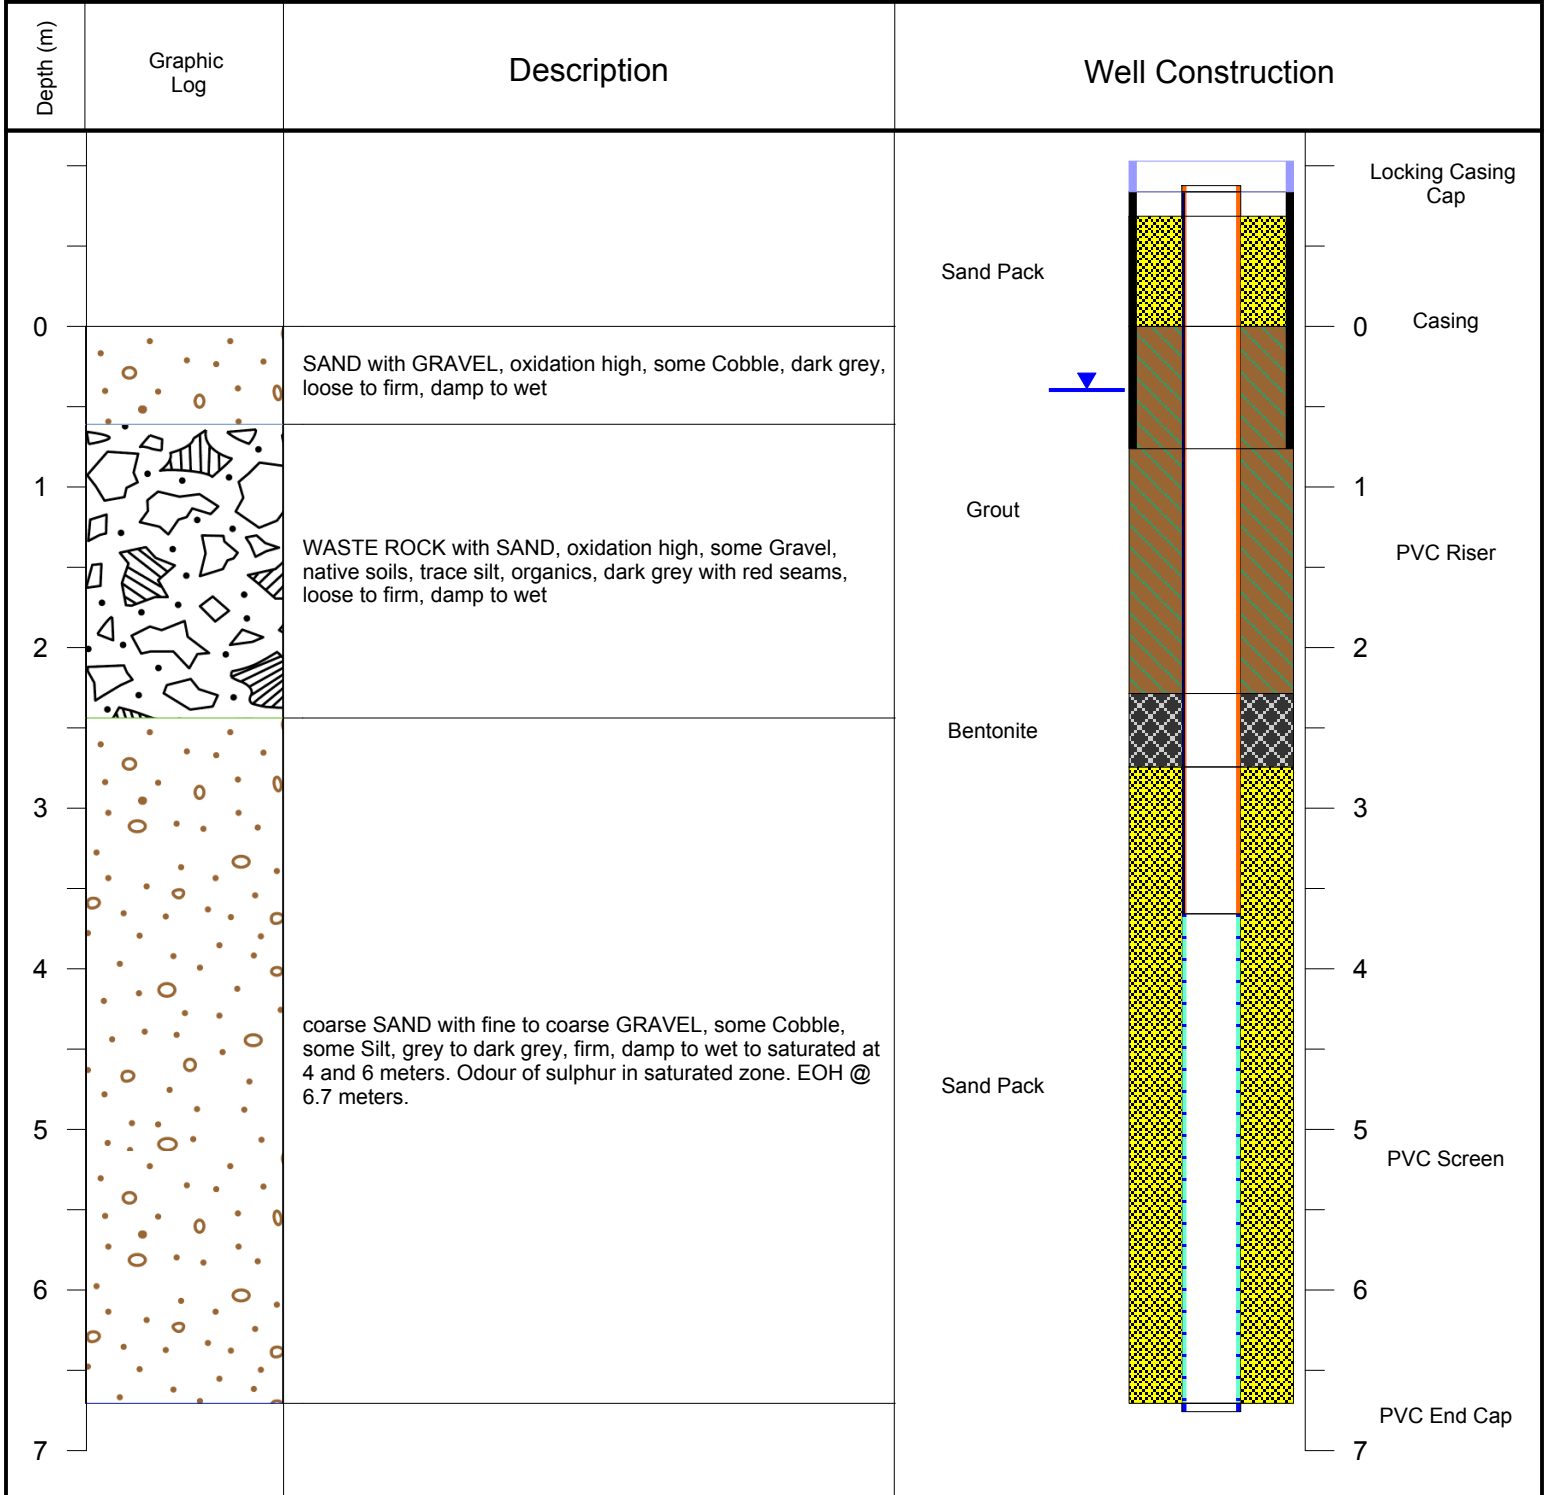 Depth (m)
Graphic
Log
Description
Well Construction
0
1
2
3
4
5
6
7
SAND with GRAVEL, oxidation high, some Cobble, dark grey,
loose to firm, damp to wet
WASTE ROCK with SAND, oxidation high, some Gravel,
native soils, trace silt, organics, dark grey with red seams,
loose to firm, damp to wet
coarse SAND with fine to coarse GRAVEL, some Cobble,
some Silt, grey to dark grey, firm, damp to wet to saturated at
4 and 6 meters. Odour of sulphur in saturated zone. EOH @
6.7 meters.
Sand Pack
Grout
Bentonite
Sand Pack
0
1
2
3
4
5
6
7
Locking Casing
Cap
Casing
PVC Riser
PVC Screen
PVC End Cap